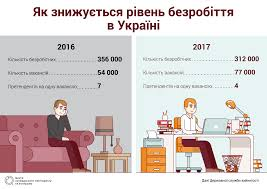 Як знижується рівень безробіття
в Україні
2016
Кількість безробітних 356 000
Кількість вакансій 54 000
Претендентів на одну вакансію 7
2017
Кількість безробітних 312 000
Кількість вакансій 77 000
Претендентів на одну вакансію 4
Дані Державної служби зайнятості